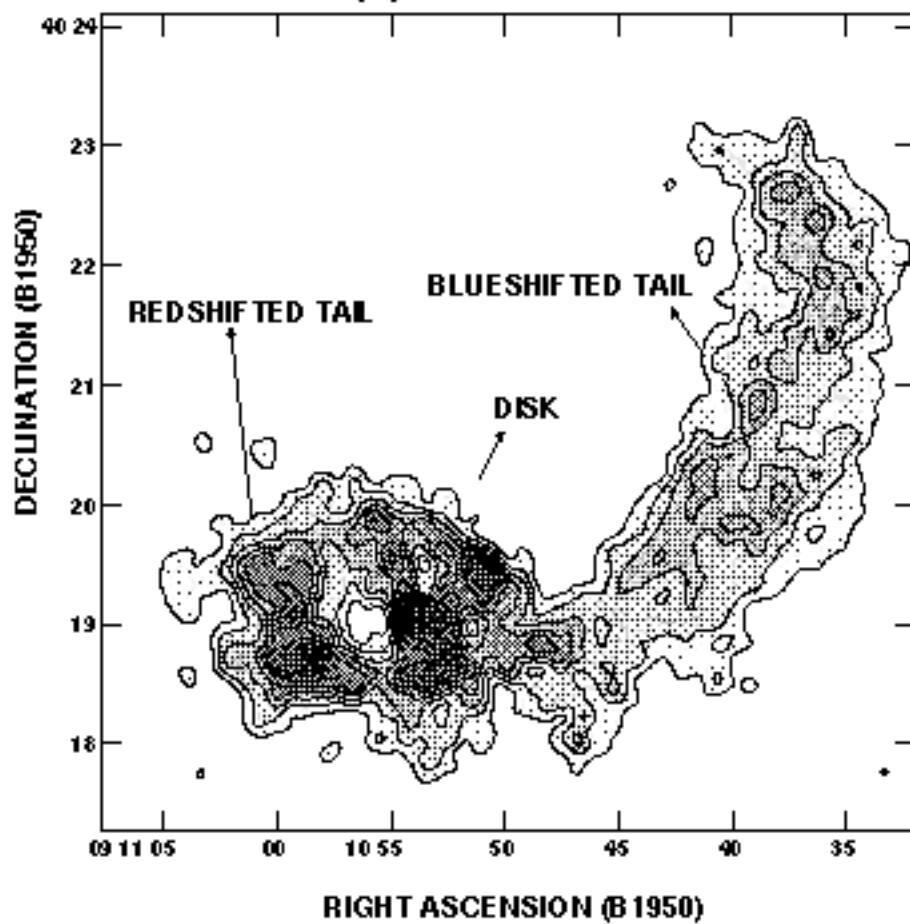 40 24
23
22
21
20
19
18
DECLINATION (B1950)
REDSHIFTED TAIL
BLUESHIFTED TAIL
DISK
09 11 05 00 10 55 50 45 40 35
RIGHT ASCENSION (B1950)